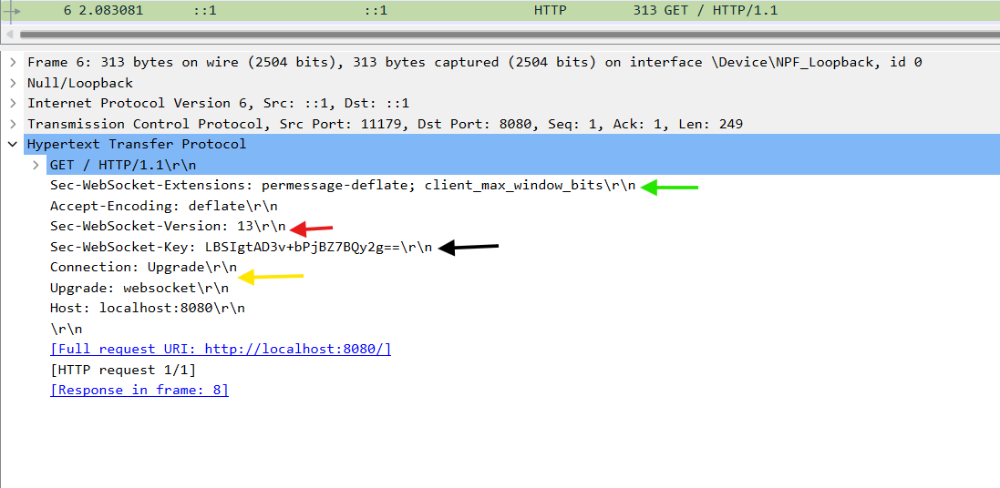 6 2.083081 ::1 ::1 HTTP 313 GET / HTTP/1.1
Frame 6: 313 bytes on wire (2504 bits), 313 bytes captured (2504 bits) on interface \Device\NPF_Loopback, id 0
Null/Loopback
Internet Protocol Version 6, Src: ::1, Dst: ::1
Transmission Control Protocol, Src Port: 11179, Dst Port: 8080, Seq: 1, Ack: 1, Len: 249
Hypertext Transfer Protocol
GET / HTTP/1.1\r\n
Sec-WebSocket-Extensions: permessage-deflate; client_max_window_bits\r\n
Accept-Encoding: deflate\r\n
Sec-WebSocket-Version: 13\r\n
Sec-WebSocket-Key: LBSIgtAD3v+bPjBZ7BQy2g==\r\n
Connection: Upgrade\r\n
Upgrade: websocket\r\n
Host: localhost:8080\r\n
\r\n
[Full request URI: http://localhost:8080/]
[HTTP request 1/1]
[Response in frame: 8]